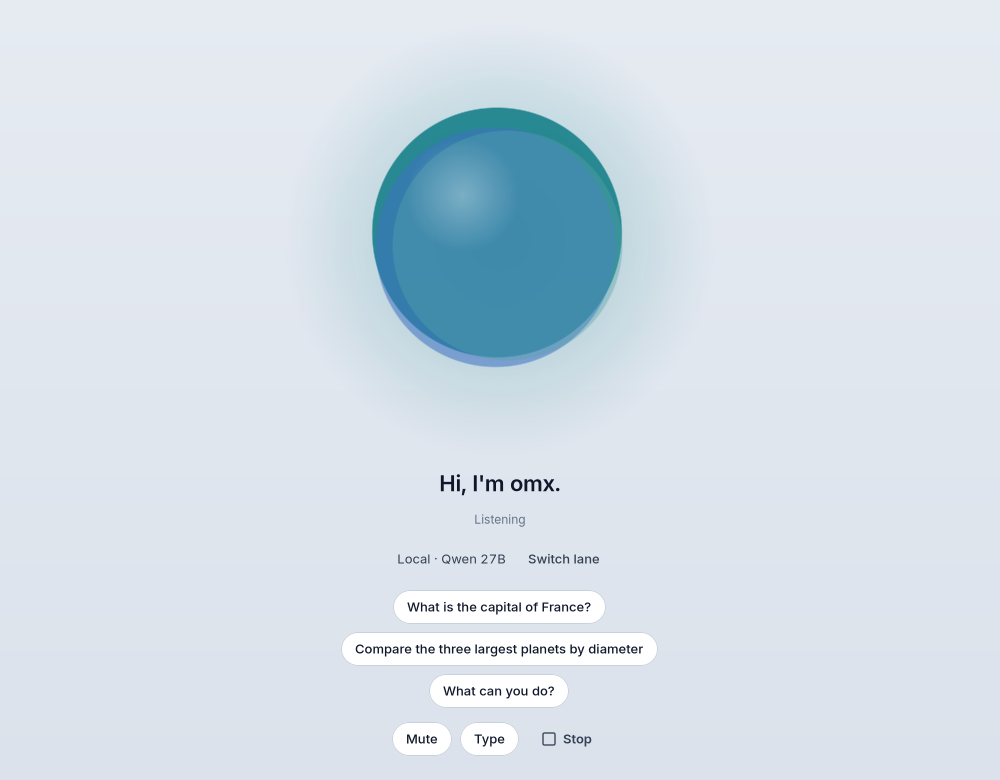 Hi, I'm omx.
Listening
Local · Qwen 27B Switch lane
What is the capital of France?
Compare the three largest planets by diameter
What can you do?
Mute Type Stop